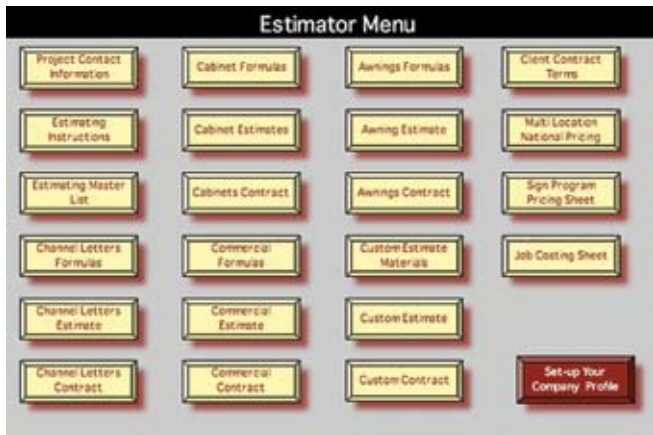 Estimator Menu
Project Contact
Information
Cabinet Formulas
Awnings Formulas
Client Contract
Terms
Estimating
Instructions
Cabinet Estimates
Awning Estimate
Multi Location
National Pricing
Estimating Master
List
Cabinets Contract
Awnings Contract
Sign Program
Pricing Sheet
Channel Letters
Formulas
Commercial
Formulas
Custom Estimate
Materials
Job Costing Sheet
Channel Letters
Estimate
Commercial
Estimate
Custom Estimate
Channel Letters
Contract
Commercial
Contract
Custom Contract
Set-up Your
Company Profile